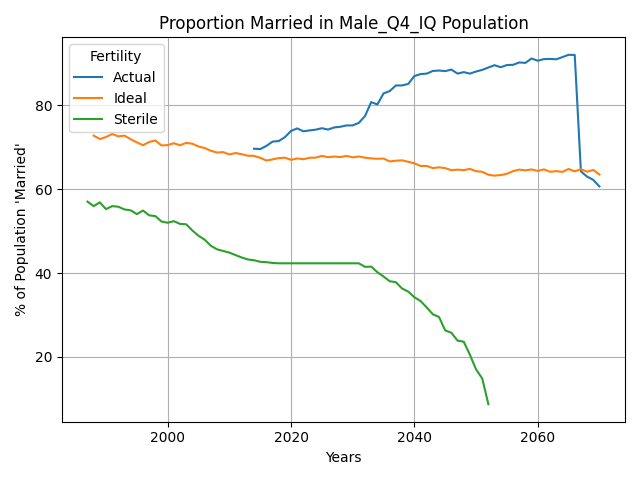 Proportion Married in Male_Q4_IQ Population
Fertility
Actual
Ideal
Sterile
% of Population 'Married'
80
60
40
20
2000
2020
2040
2060
Years